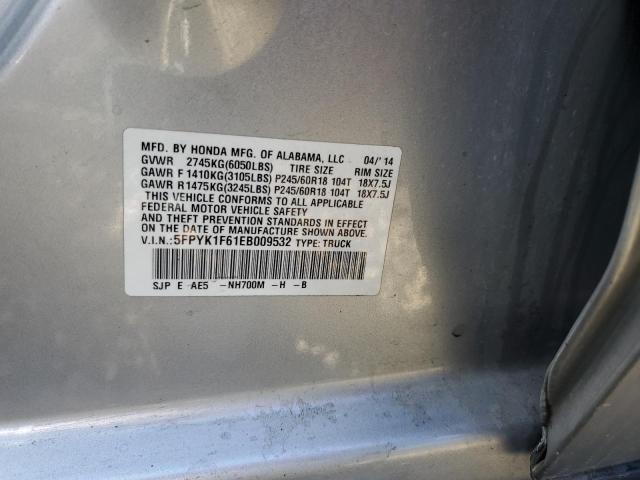 MFD. BY HONDA MFG. OF ALABAMA, LLC 04/'14
GVWR 2745KG(6050LBS) TIRE SIZE RIM SIZE
GAWR F 1410KG(3105LBS) P245/60R18 104T 18X7.5J
GAWR R 1475KG(3245LBS) P245/60R18 104T 18X7.5J
THIS VEHICLE CONFORMS TO ALL APPLICABLE
FEDERAL MOTOR VEHICLE SAFETY
AND THEFT PREVENTION STANDARDS IN EFFECT
ON THE DATE OF MANUFACTURE SHOWN ABOVE.
V.I.N.:5FPYK1F61EB009532 TYPE: TRUCK
SJP E AE5 -NH700M -H -B